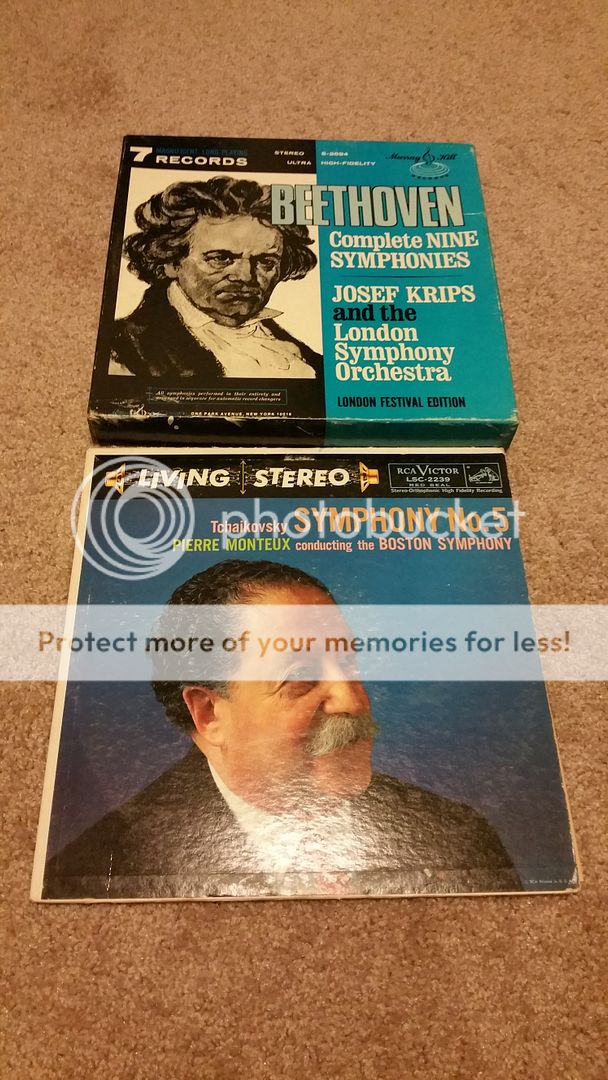 7 MAGNIFICENT LONG PLAYING
RECORDS
STEREO S-2894
ULTRA HIGH-FIDELITY
Murray Hill
BEETHOVEN
Complete NINE
SYMPHONIES
JOSEF KRIPS
and the
London
Symphony
Orchestra
LONDON FESTIVAL EDITION
All symphonies performed in their entirety and
arranged in sequence for automatic record changers
ONE PARK AVENUE, NEW YORK 10016
LIVING STEREO
RCA VICTOR
LSC-2239
RED SEAL
Stereo-Orthophonic High Fidelity Recording
Tchaikovsky SYMPHONY No. 5
PIERRE MONTEUX conducting the BOSTON SYMPHONY
photobucket
Protect more of your memories for less!